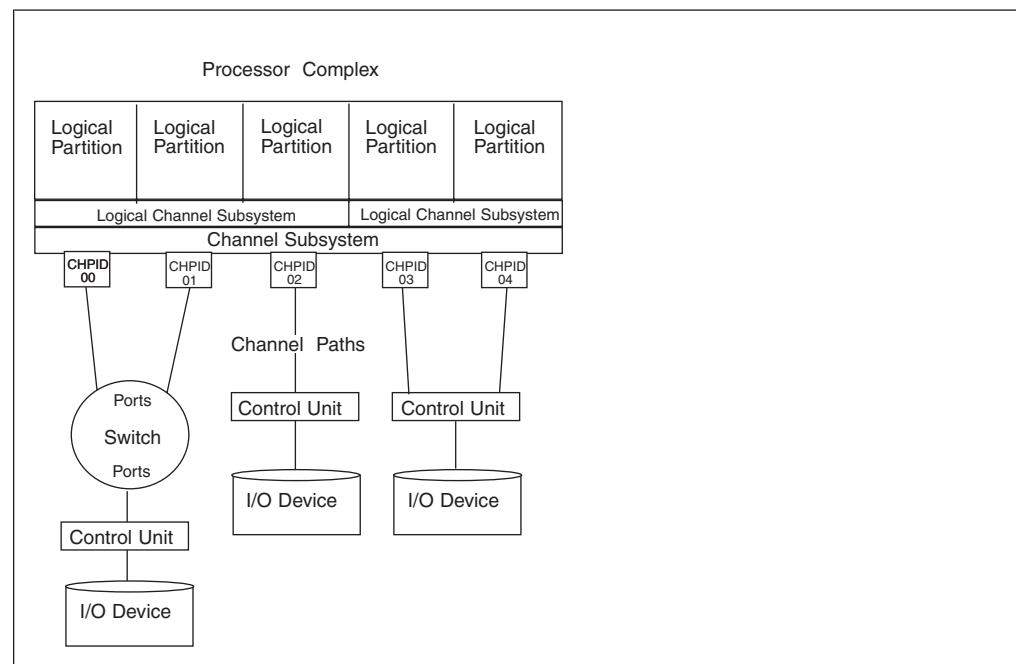 Processor Complex
Logical Partition
Logical Partition
Logical Partition
Logical Partition
Logical Partition
Logical Channel Subsystem
Logical Channel Subsystem
Channel Subsystem
CHPID 00
CHPID 01
CHPID 02
CHPID 03
CHPID 04
Channel Paths
Ports
Switch
Ports
Control Unit
Control Unit
I/O Device
I/O Device
Control Unit
I/O Device